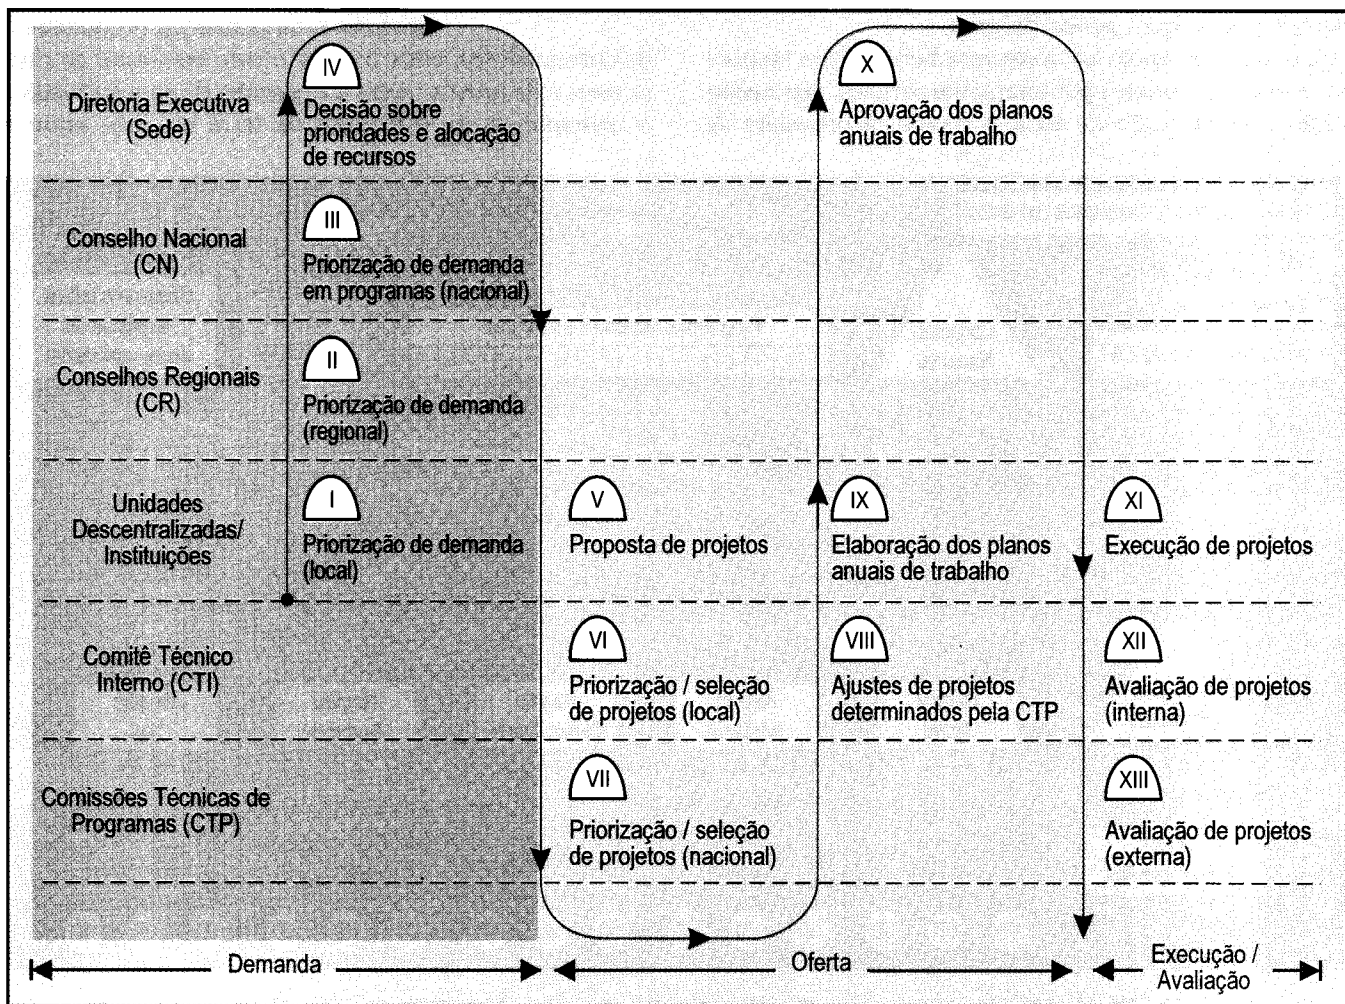 Diretoria Executiva
(Sede)
IV
Decisão sobre
prioridades e alocação
de recursos
X
Aprovação dos planos
anuais de trabalho
Conselho Nacional
(CN)
III
Priorização de demanda
em programas (nacional)
Conselhos Regionais
(CR)
II
Priorização de demanda
(regional)
Unidades
Descentralizadas/
Instituições
I
Priorização de demanda
(local)
V
Proposta de projetos
IX
Elaboração dos planos
anuais de trabalho
XI
Execução de projetos
Comitê Técnico
Interno (CTI)
VI
Priorização / seleção
de projetos (local)
VIII
Ajustes de projetos
determinados pela CTP
XII
Avaliação de projetos
(interna)
Comissões Técnicas de
Programas (CTP)
VII
Priorização / seleção
de projetos (nacional)
XIII
Avaliação de projetos
(externa)
Demanda
Oferta
Execução /
Avaliação